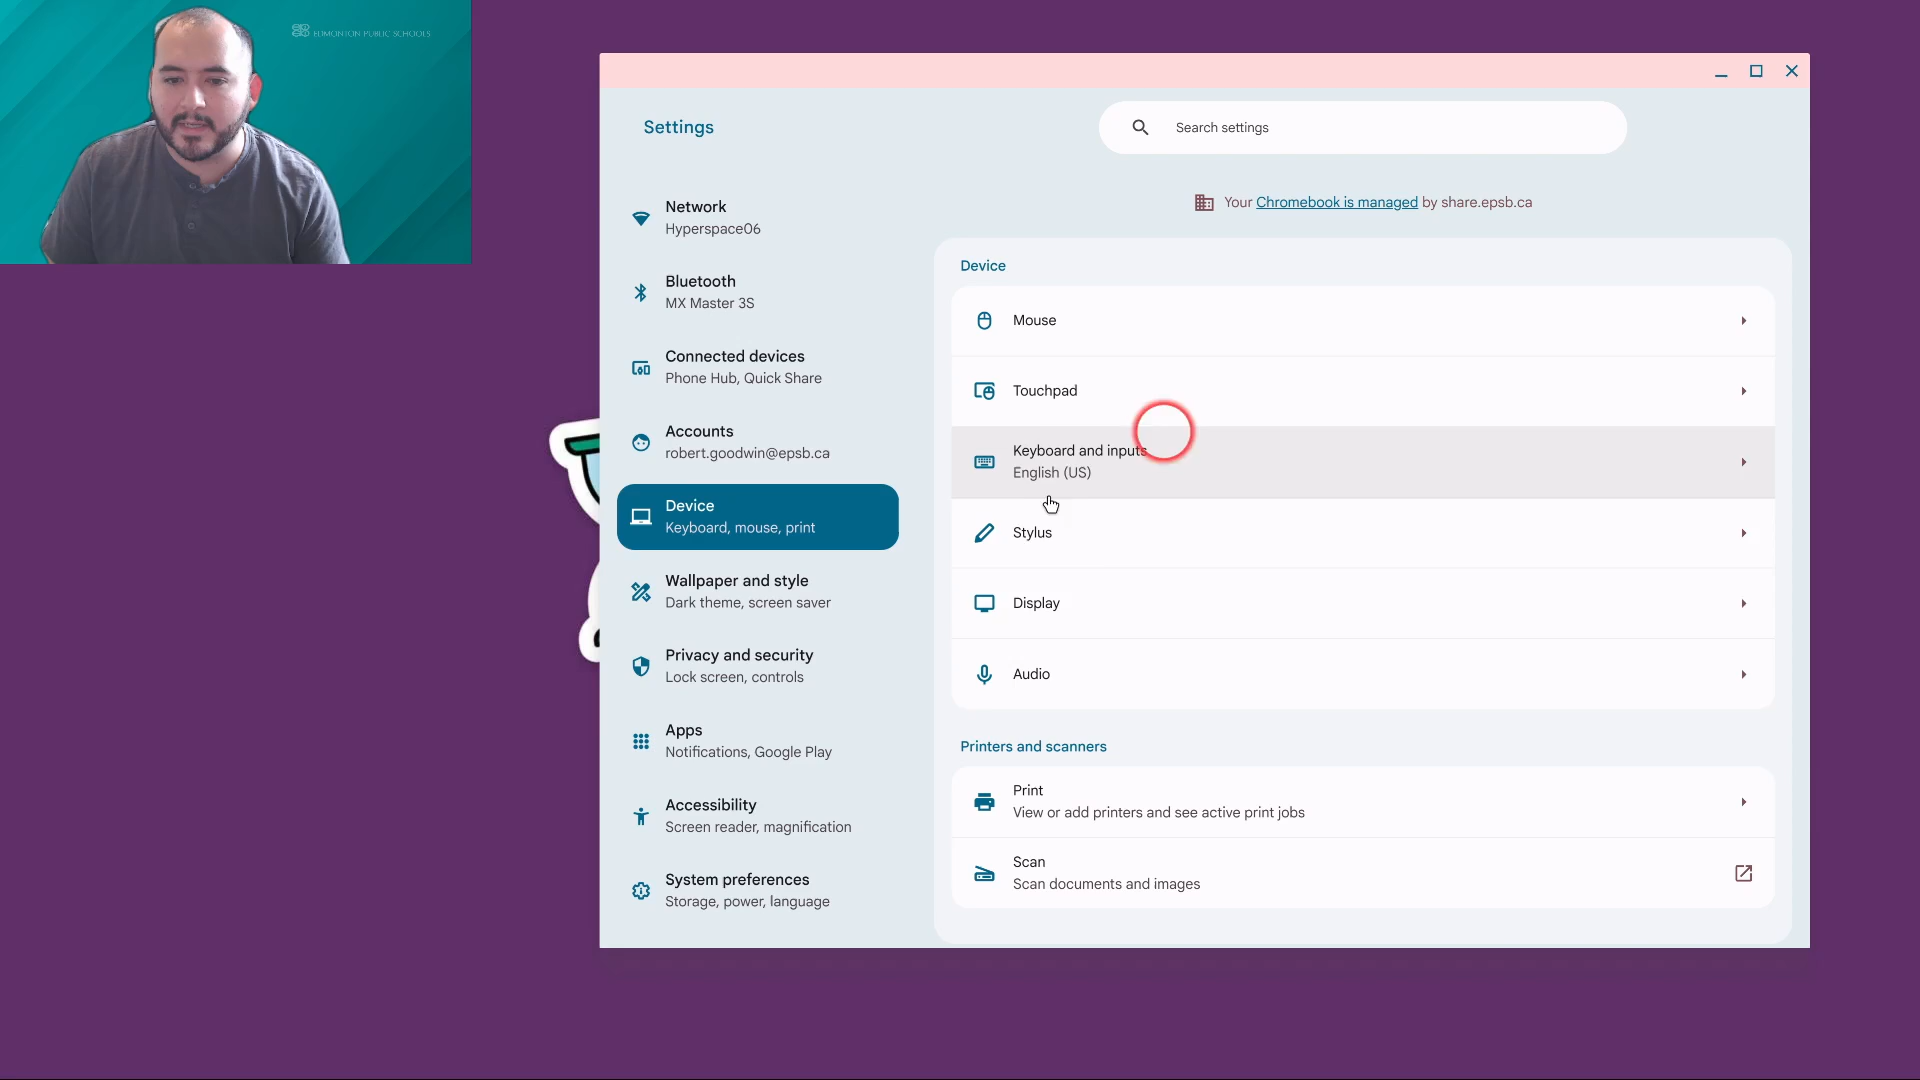 EDMONTON PUBLIC SCHOOLS
Settings
Search settings
Your Chromebook is managed by share.epsb.ca
Network
Hyperspace06
Bluetooth
MX Master 3S
Connected devices
Phone Hub, Quick Share
Accounts
robert.goodwin@epsb.ca
Device
Keyboard, mouse, print
Wallpaper and style
Dark theme, screen saver
Privacy and security
Lock screen, controls
Apps
Notifications, Google Play
Accessibility
Screen reader, magnification
System preferences
Storage, power, language
Device
Mouse
Touchpad
Keyboard and inputs
English (US)
Stylus
Display
Audio
Printers and scanners
Print
View or add printers and see active print jobs
Scan
Scan documents and images